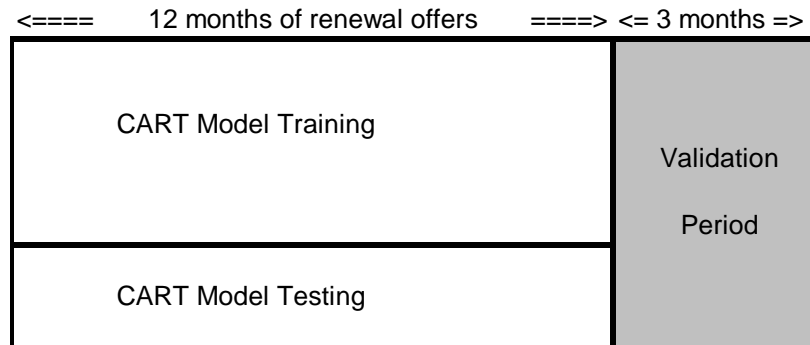 <==== 12 months of renewal offers ====> <= 3 months =>
CART Model Training
Validation
Period
CART Model Testing